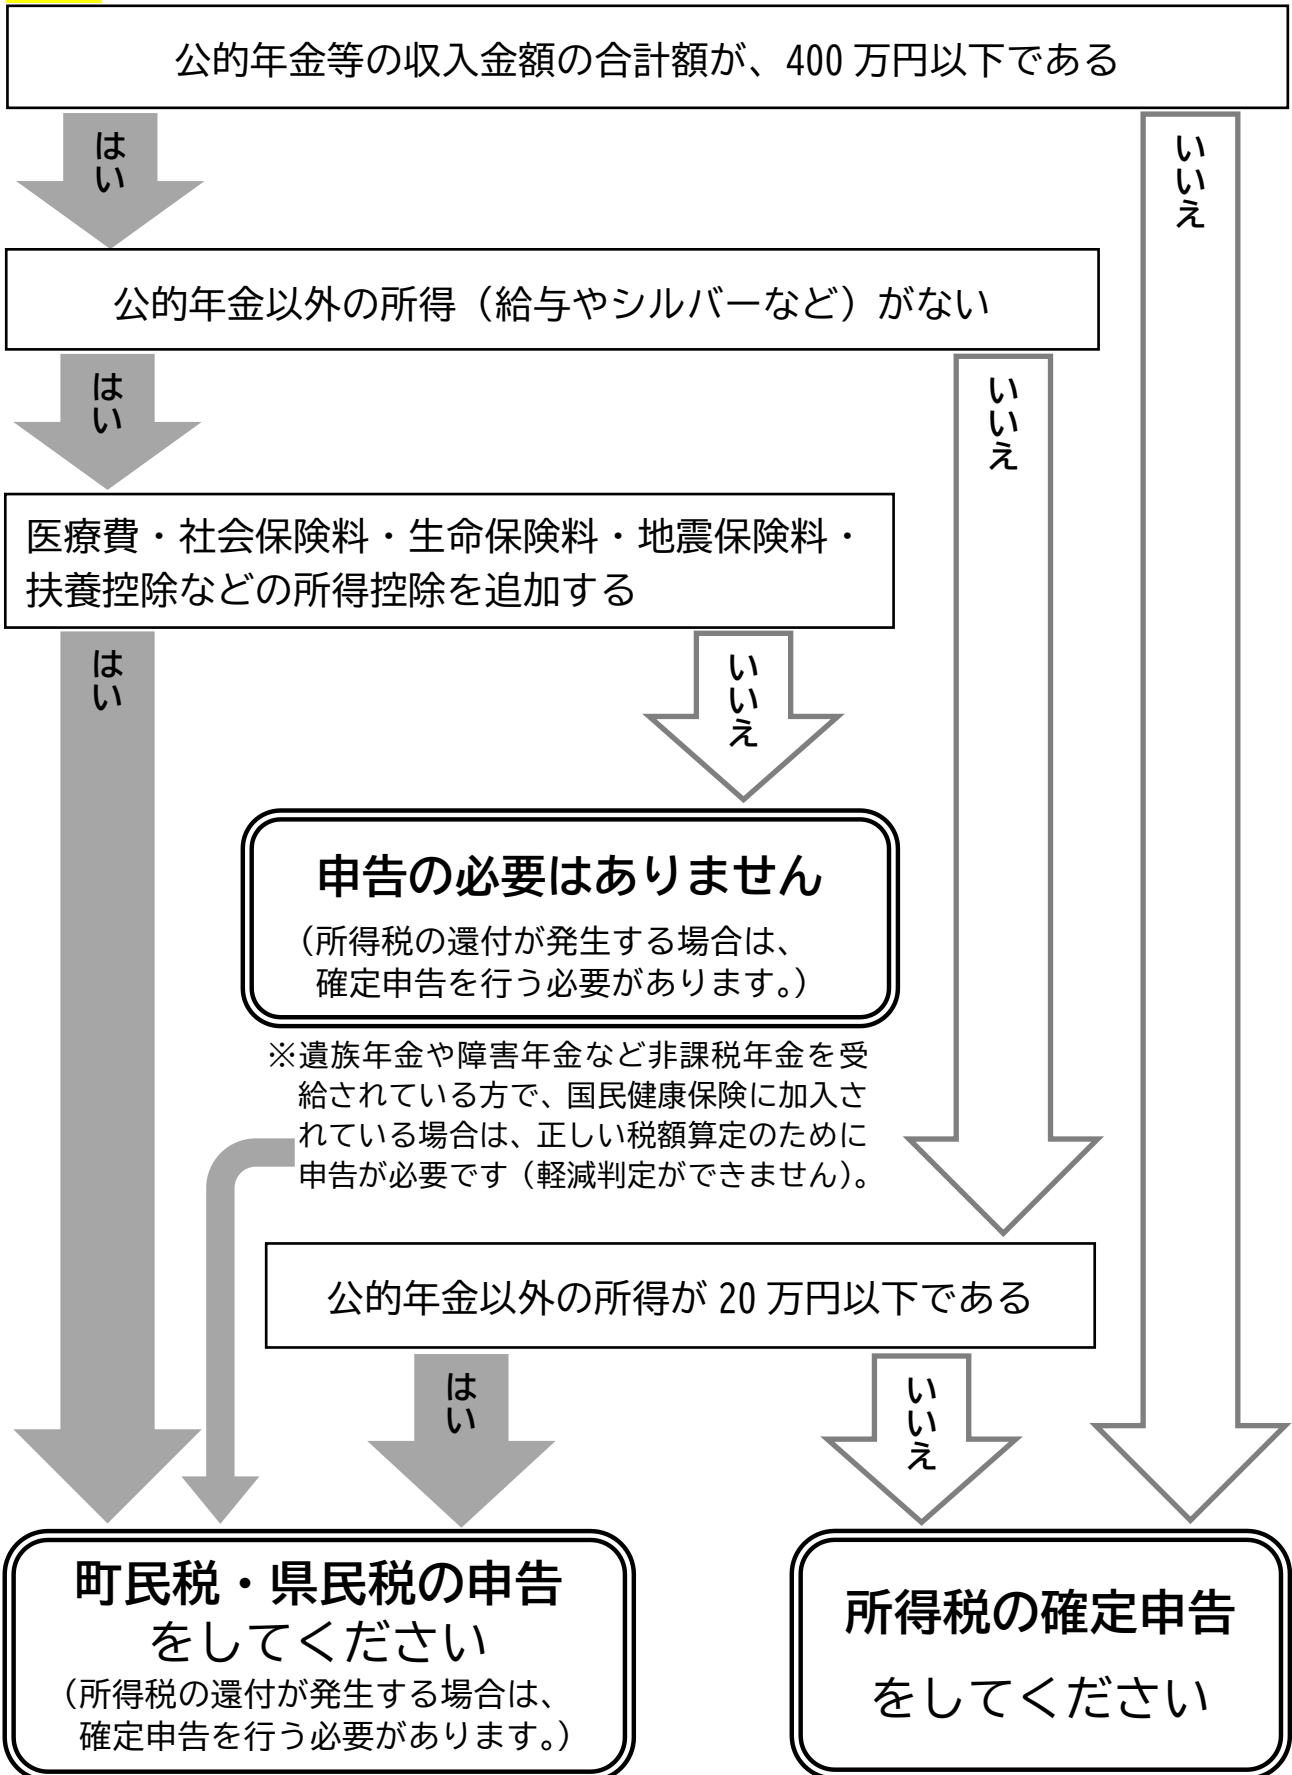 公的年金等の収入金額の合計額が、400 万円以下である
はい
いいえ
公的年金以外の所得（給与やシルバーなど）がない
はい
いいえ
医療費・社会保険料・生命保険料・地震保険料・
扶養控除などの所得控除を追加する
はい
いいえ
申告の必要はありません
（所得税の還付が発生する場合は、
確定申告を行う必要があります。）
※遺族年金や障害年金など非課税年金を受
給されている方で、国民健康保険に加入さ
れている場合は、正しい税額算定のために
申告が必要です（軽減判定ができません）。
公的年金以外の所得が 20 万円以下である
はい
いいえ
町民税・県民税の申告
をしてください
（所得税の還付が発生する場合は、
確定申告を行う必要があります。）
所得税の確定申告
をしてください